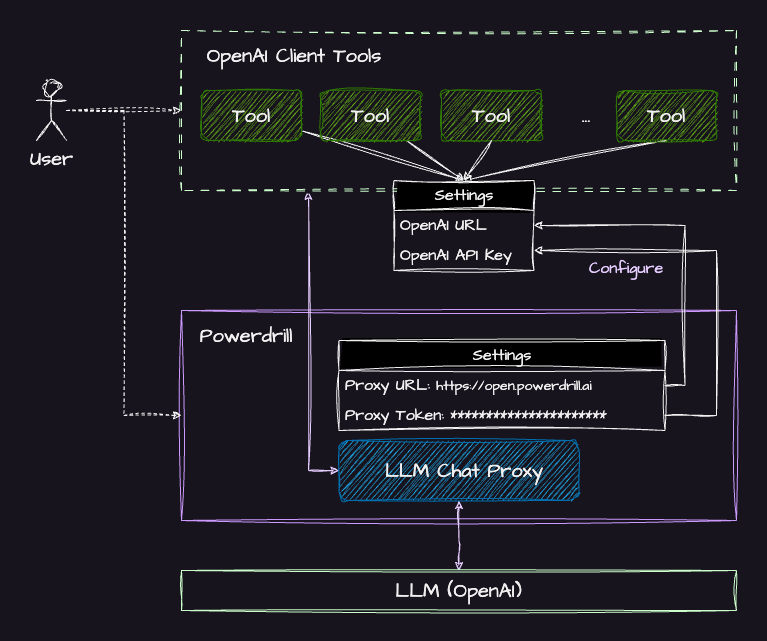 OpenAI Client Tools
Tool
Tool
Tool
...
Tool
User
Settings
OpenAI URL
OpenAI API Key
Configure
Powerdrill
Settings
Proxy URL: https://open.powerdrill.ai
Proxy Token: **********************
LLM Chat Proxy
LLM (OpenAI)